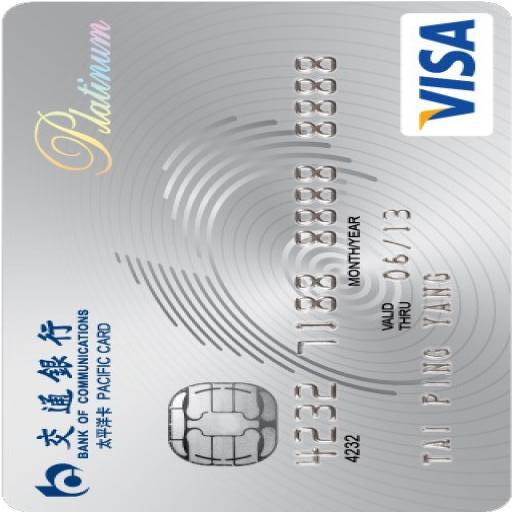 交通銀行
BANK OF COMMUNICATIONS
太平洋卡 PACIFIC CARD
Platinum
4232 7188 8888 8888
4232
MONTH/YEAR
VALID THRU 06/13
TAI PING YANG
VISA